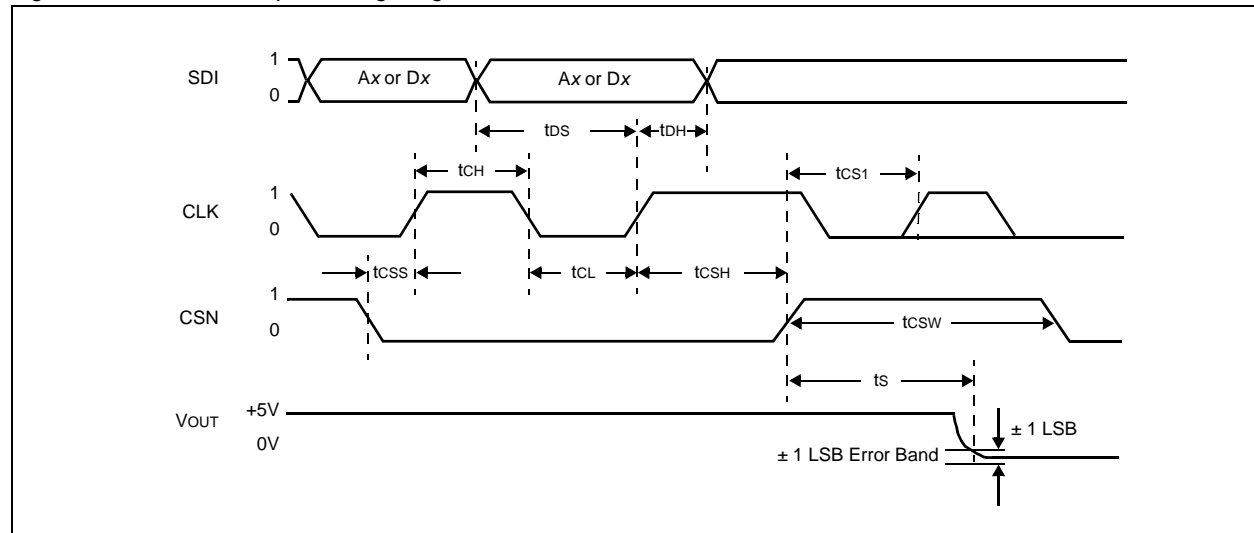 1
SDI
Ax or Dx
Ax or Dx
0
tDS
tDH
tCH
tCS1
1
CLK
0
tCSS
tCL
tCSH
1
CSN
0
tCSW
tS
+5V
VOUT
0V
± 1 LSB
± 1 LSB Error Band